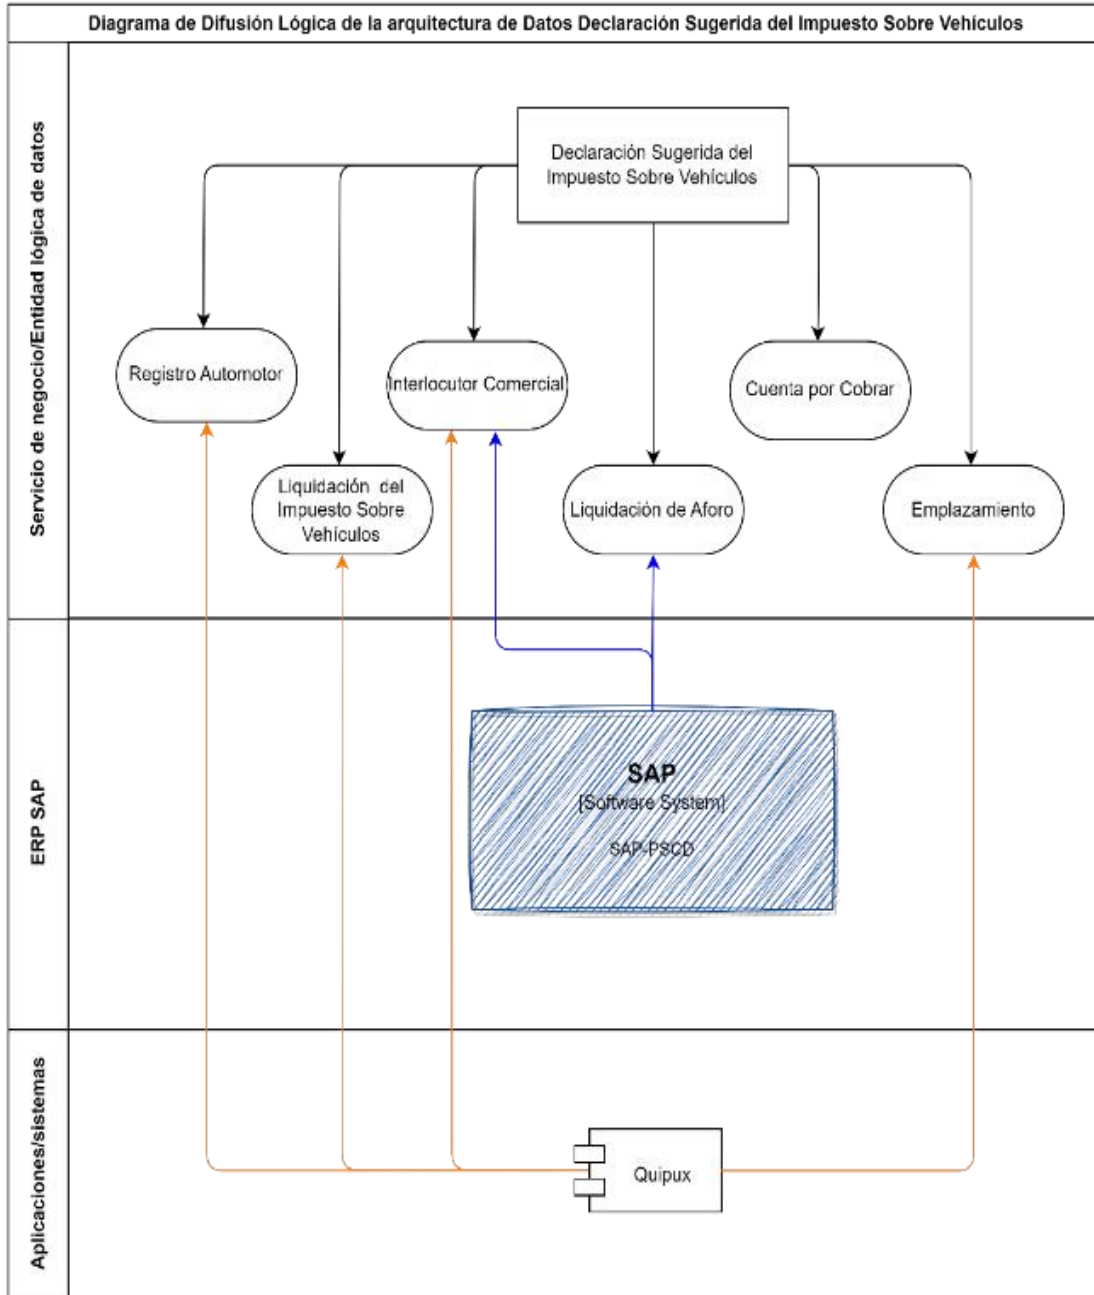 Diagrama de Difusión Lógica de la arquitectura de Datos Declaración Sugerida del Impuesto Sobre Vehículos
Servicio de negocio/Entidad lógica de datos
Declaración Sugerida del
Impuesto Sobre Vehículos
Registro Automotor
Interlocutor Comercial
Cuenta por Cobrar
Liquidación del
Impuesto Sobre
Vehículos
Liquidación de Aforo
Emplazamiento
ERP SAP
SAP
[Software System]
SAP-PSCD
Aplicaciones/sistemas
Quipux